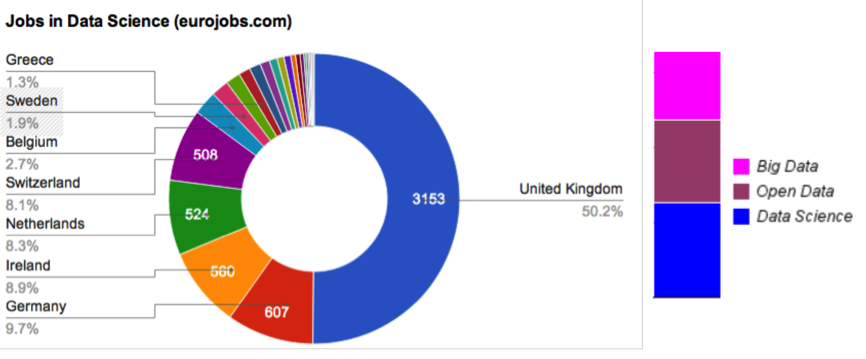 Jobs in Data Science (eurojobs.com)
Greece
1.3%
Sweden
1.9%
Belgium
2.7%
Switzerland
8.1%
Netherlands
8.3%
Ireland
8.9%
Germany
9.7%
508
524
560
607
3153
United Kingdom
50.2%
Big Data
Open Data
Data Science